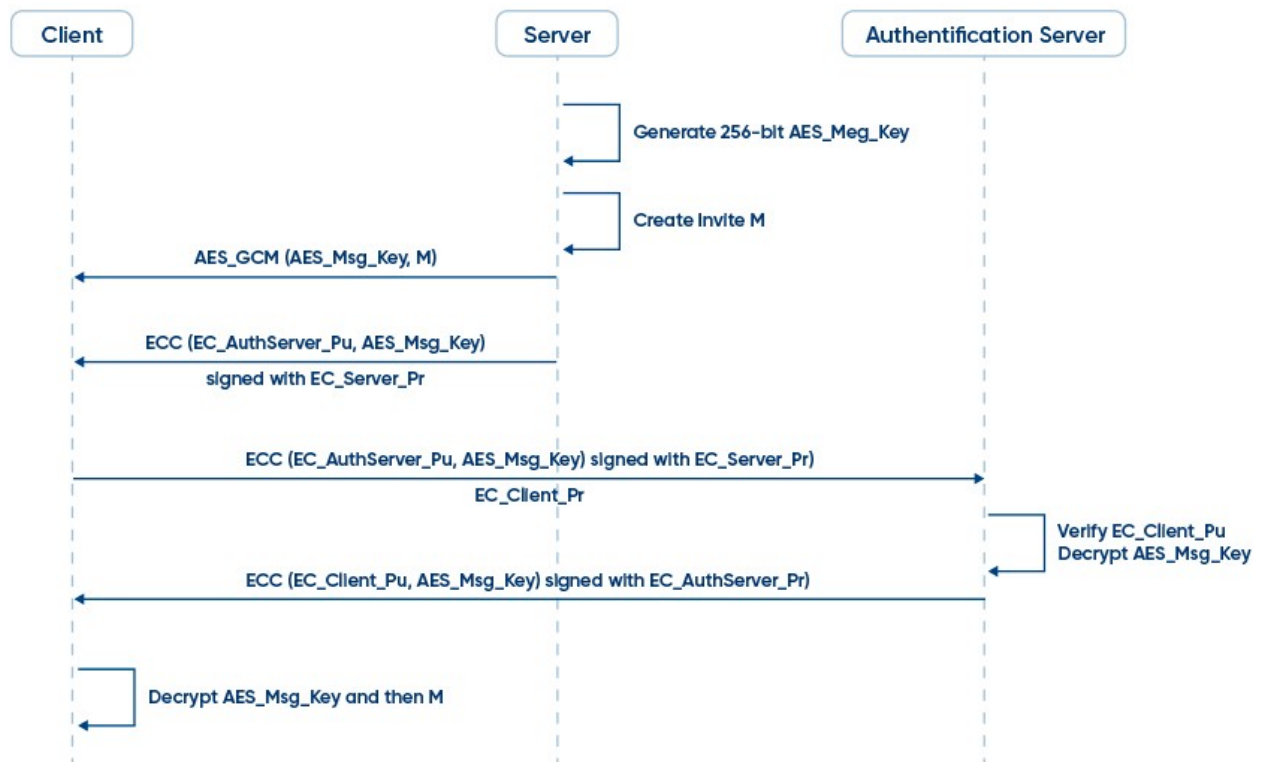 Client
Server
Authentification Server
Generate 256-bit AES_Meg_Key
Create Invite M
AES_GCM (AES_Msg_Key, M)
ECC (EC_AuthServer_Pu, AES_Msg_Key)
signed with EC_Server_Pr
ECC (EC_AuthServer_Pu, AES_Msg_Key) signed with EC_Server_Pr)
EC_Client_Pr
Verify EC_Client_Pu
Decrypt AES_Msg_Key
ECC (EC_Client_Pu, AES_Msg_Key) signed with EC_AuthServer_Pr)
Decrypt AES_Msg_Key and then M